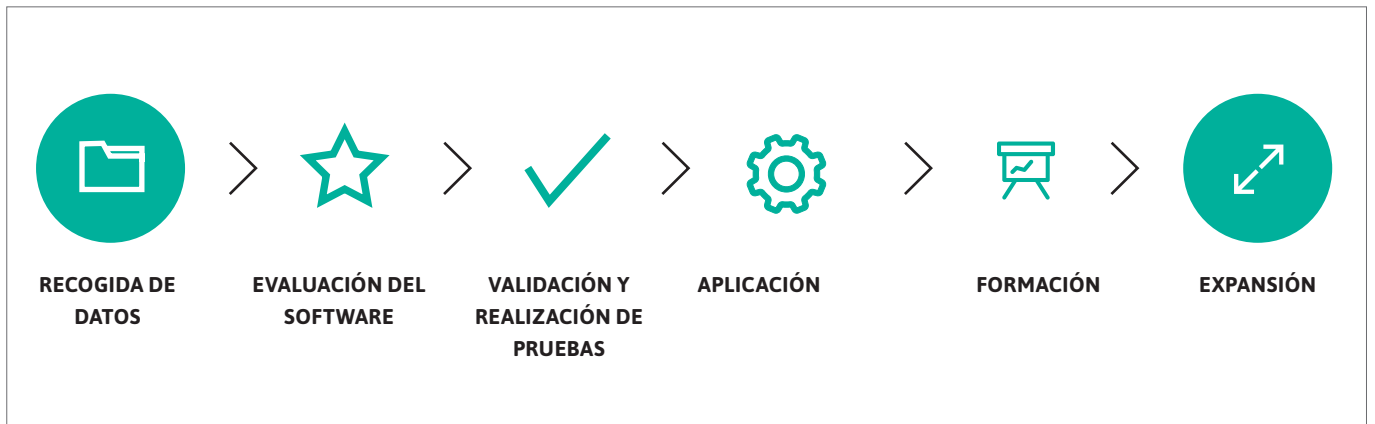 RECOGIDA DE
DATOS
EVALUACIÓN DEL
SOFTWARE
VALIDACIÓN Y
REALIZACIÓN DE
PRUEBAS
APLICACIÓN
FORMACIÓN
EXPANSIÓN